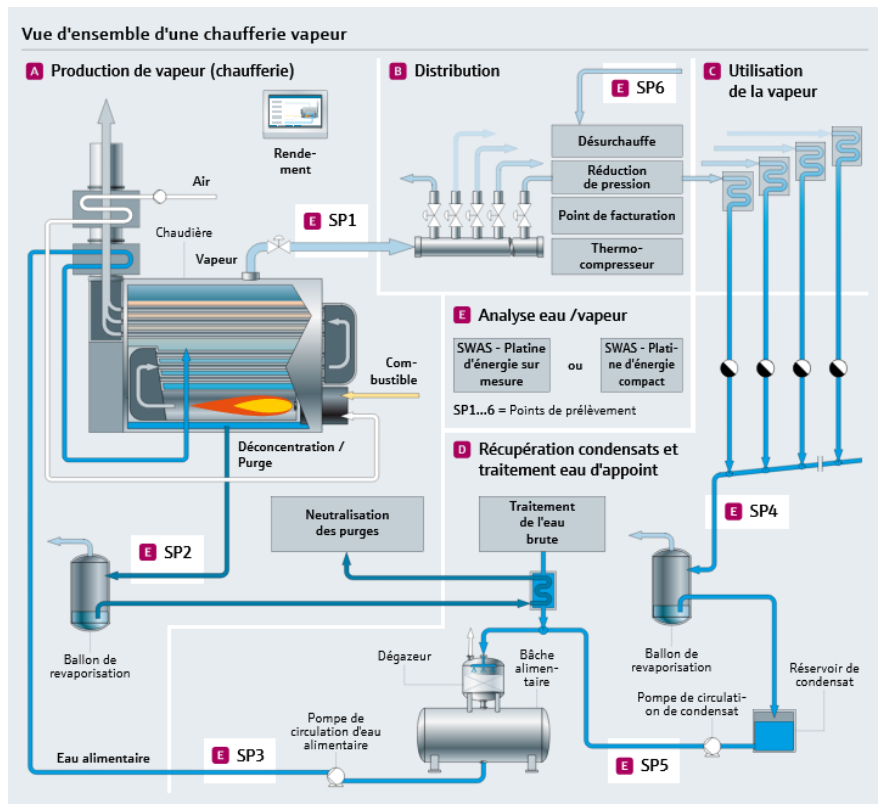 Vue d'ensemble d'une chaufferie vapeur
A Production de vapeur (chaufferie)
Rende-
ment
Air
E SP1
Chaudière
Vapeur
Com-
bustible
Déconcentration /
Purge
E SP2
Ballon de
revaporisation
B Distribution
E SP6
Désurchauffe
Réduction
de pression
Point de facturation
Thermo-
compresseur
C Utilisation
de la vapeur
E Analyse eau /vapeur
SWAS - Platine
d'énergie sur
mesure
ou
SWAS - Plati-
ne d'énergie
compact
SP1...6 = Points de prélèvement
D Récupération condensats et
traitement eau d'appoint
Neutralisation
des purges
Traitement
de l'eau
brute
E SP4
Ballon de
revaporisation
Réservoir de
condensat
Pompe de circulati-
on de condensat
E SP5
Dégazeur
Bâche
alimen-
taire
Pompe de
circulation d'eau
alimentaire
E SP3
Eau alimentaire